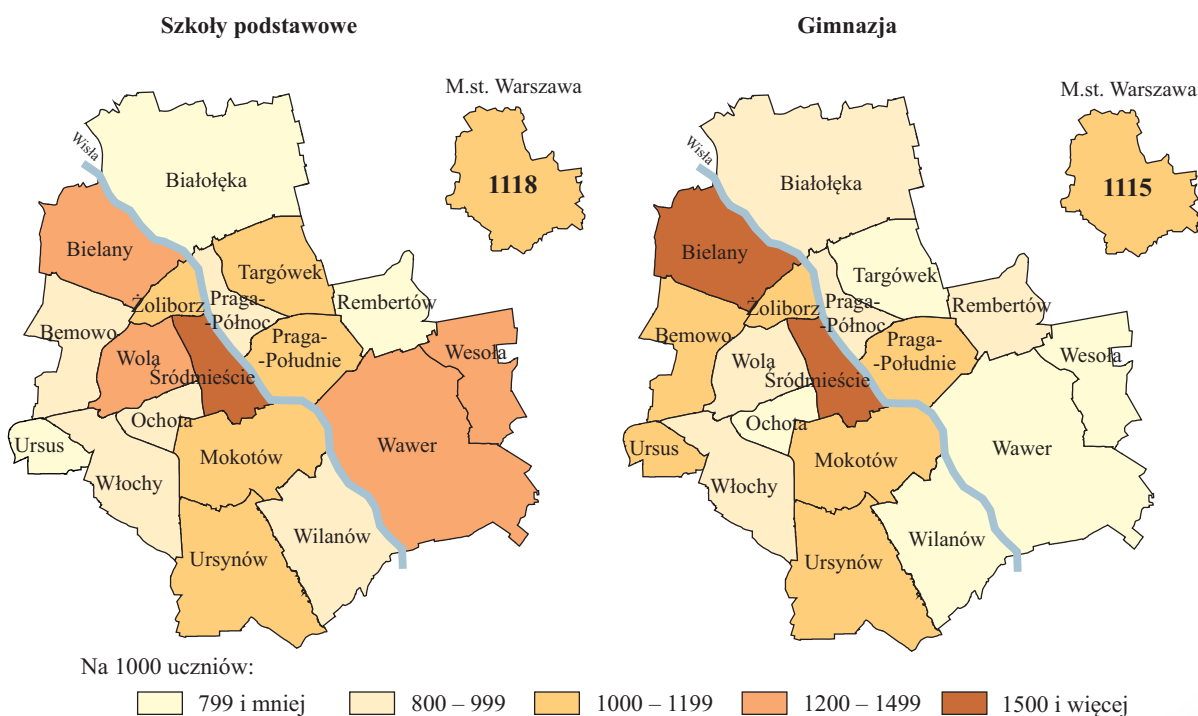 Szkoły podstawowe
Gimnazja
M.st. Warszawa
1118
Wisła
Białołęka
Bielany
Targówek
Żoliborz
Rembertów
Praga-
-Północ
Bemowo
Praga-
-Południe
Wola
Wesoła
Śródmieście
Ochota
Ursus
Wawer
Mokotów
Włochy
Wilanów
Ursynów
M.st. Warszawa
1115
Wisła
Białołęka
Bielany
Targówek
Żoliborz
Rembertów
Praga-
-Północ
Bemowo
Praga-
-Południe
Wola
Wesoła
Śródmieście
Ochota
Ursus
Wawer
Mokotów
Włochy
Wilanów
Ursynów
Na 1000 uczniów:
799 i mniej 800 – 999 1000 – 1199 1200 – 1499 1500 i więcej